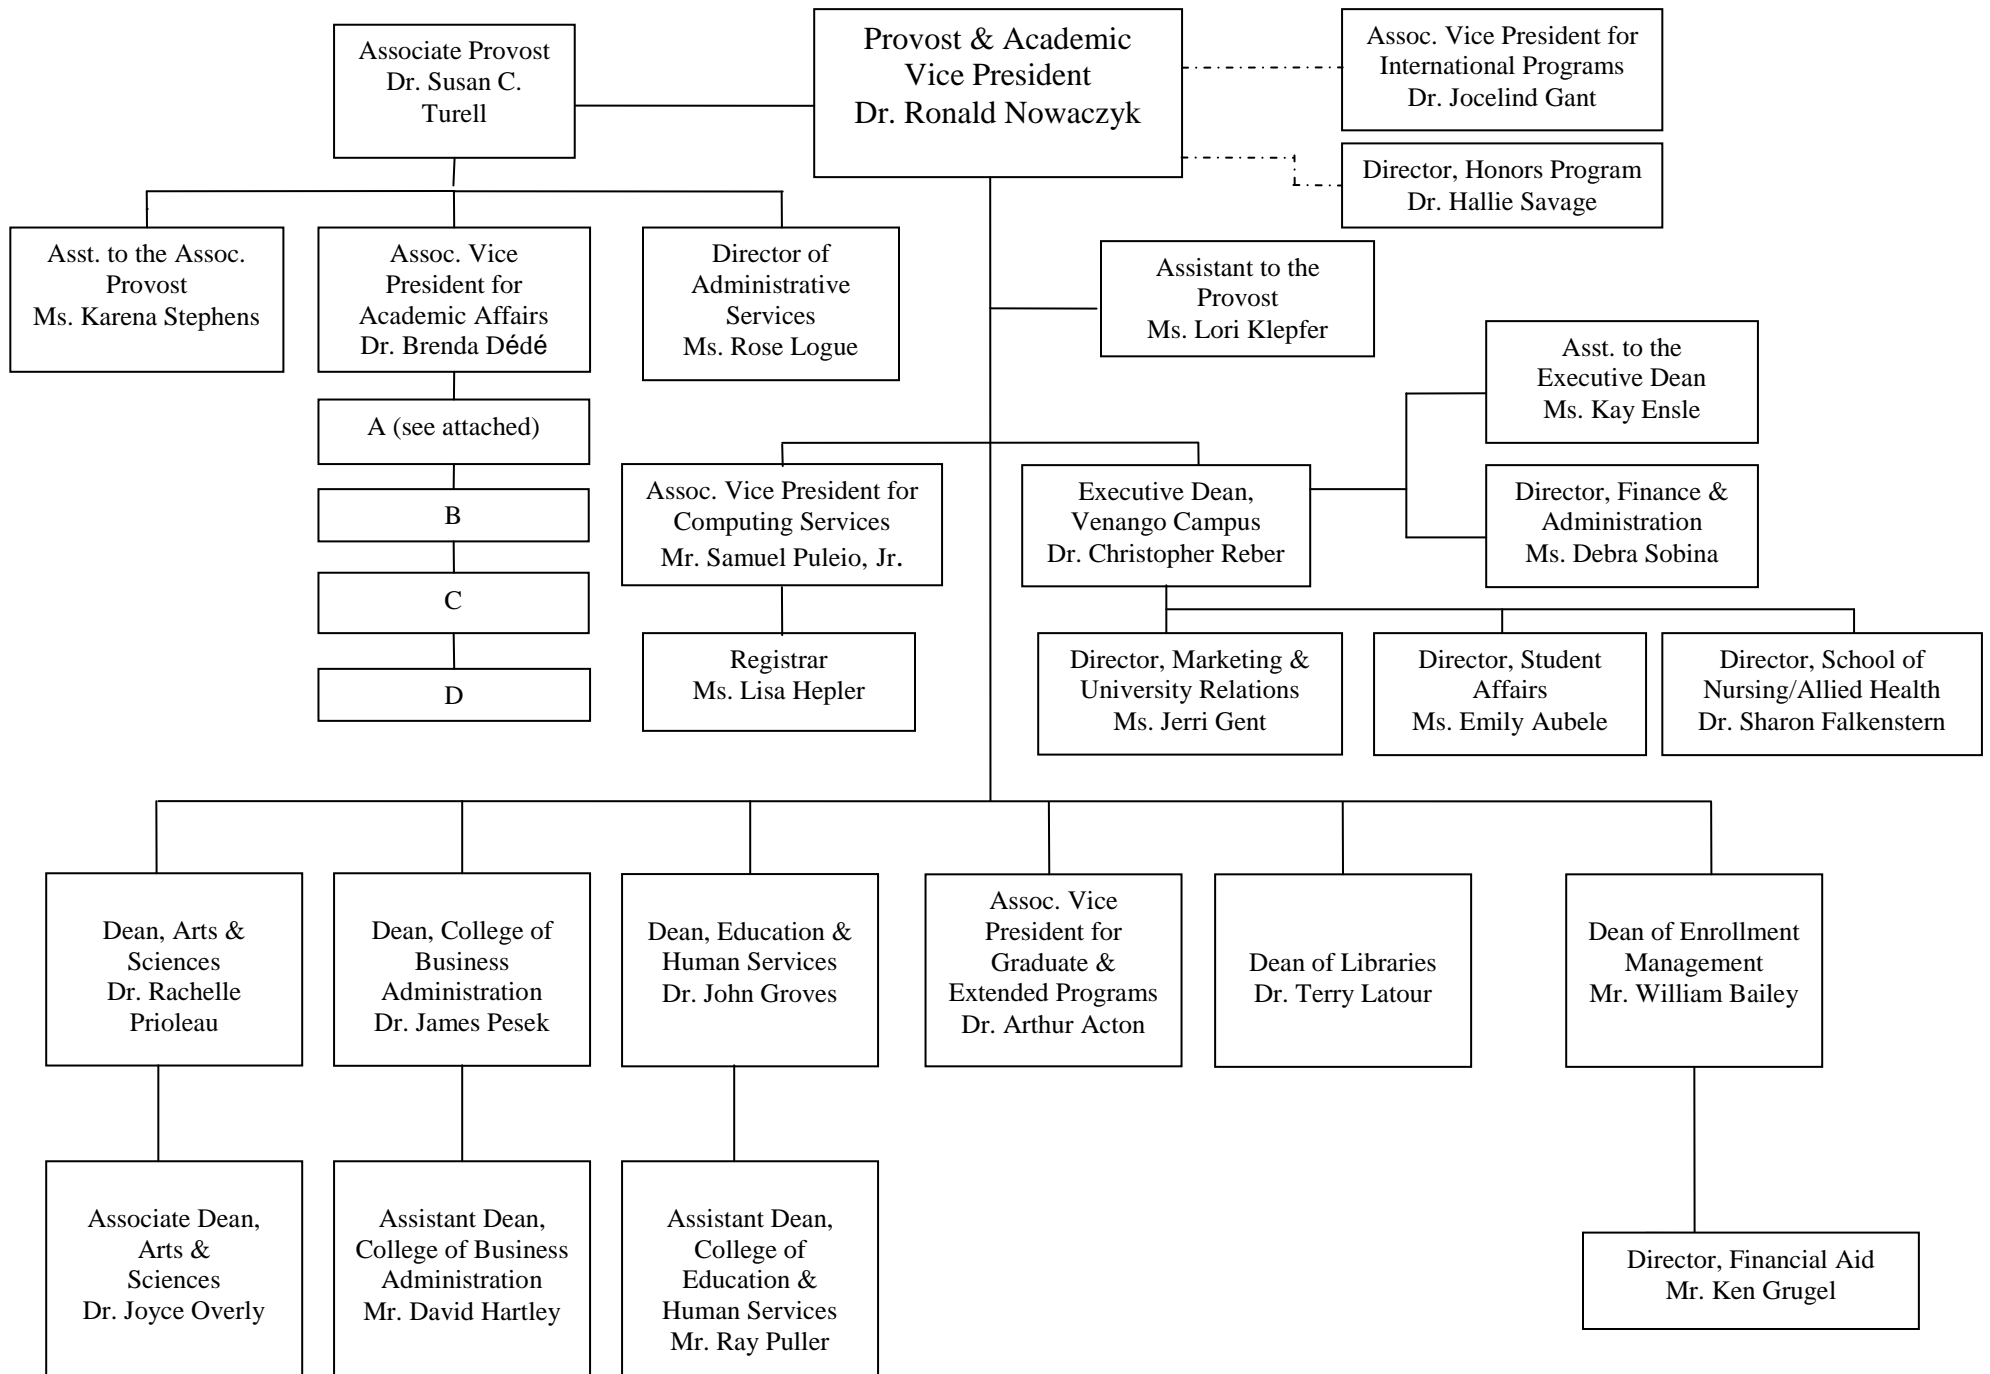 Associate Provost
Dr. Susan C.
Turell
Provost & Academic
Vice President
Dr. Ronald Nowaczyk
Assoc. Vice President for
International Programs
Dr. Jocelind Gant
Director, Honors Program
Dr. Hallie Savage
Asst. to the Assoc.
Provost
Ms. Karena Stephens
Assoc. Vice
President for
Academic Affairs
Dr. Brenda Dédé
Director of
Administrative
Services
Ms. Rose Logue
Assistant to the
Provost
Ms. Lori Klepfer
Asst. to the
Executive Dean
Ms. Kay Ensle
A (see attached)
B
C
D
Assoc. Vice President for
Computing Services
Mr. Samuel Puleio, Jr.
Executive Dean,
Venango Campus
Dr. Christopher Reber
Director, Finance &
Administration
Ms. Debra Sobina
Registrar
Ms. Lisa Hepler
Director, Marketing &
University Relations
Ms. Jerri Gent
Director, Student
Affairs
Ms. Emily Aubele
Director, School of
Nursing/Allied Health
Dr. Sharon Falkenstern
Dean, Arts &
Sciences
Dr. Rachelle
Prioleau
Dean, College of
Business
Administration
Dr. James Pesek
Dean, Education &
Human Services
Dr. John Groves
Assoc. Vice
President for
Graduate &
Extended Programs
Dr. Arthur Acton
Dean of Libraries
Dr. Terry Latour
Dean of Enrollment
Management
Mr. William Bailey
Associate Dean,
Arts &
Sciences
Dr. Joyce Overly
Assistant Dean,
College of Business
Administration
Mr. David Hartley
Assistant Dean,
College of
Education &
Human Services
Mr. Ray Puller
Director, Financial Aid
Mr. Ken Grugel